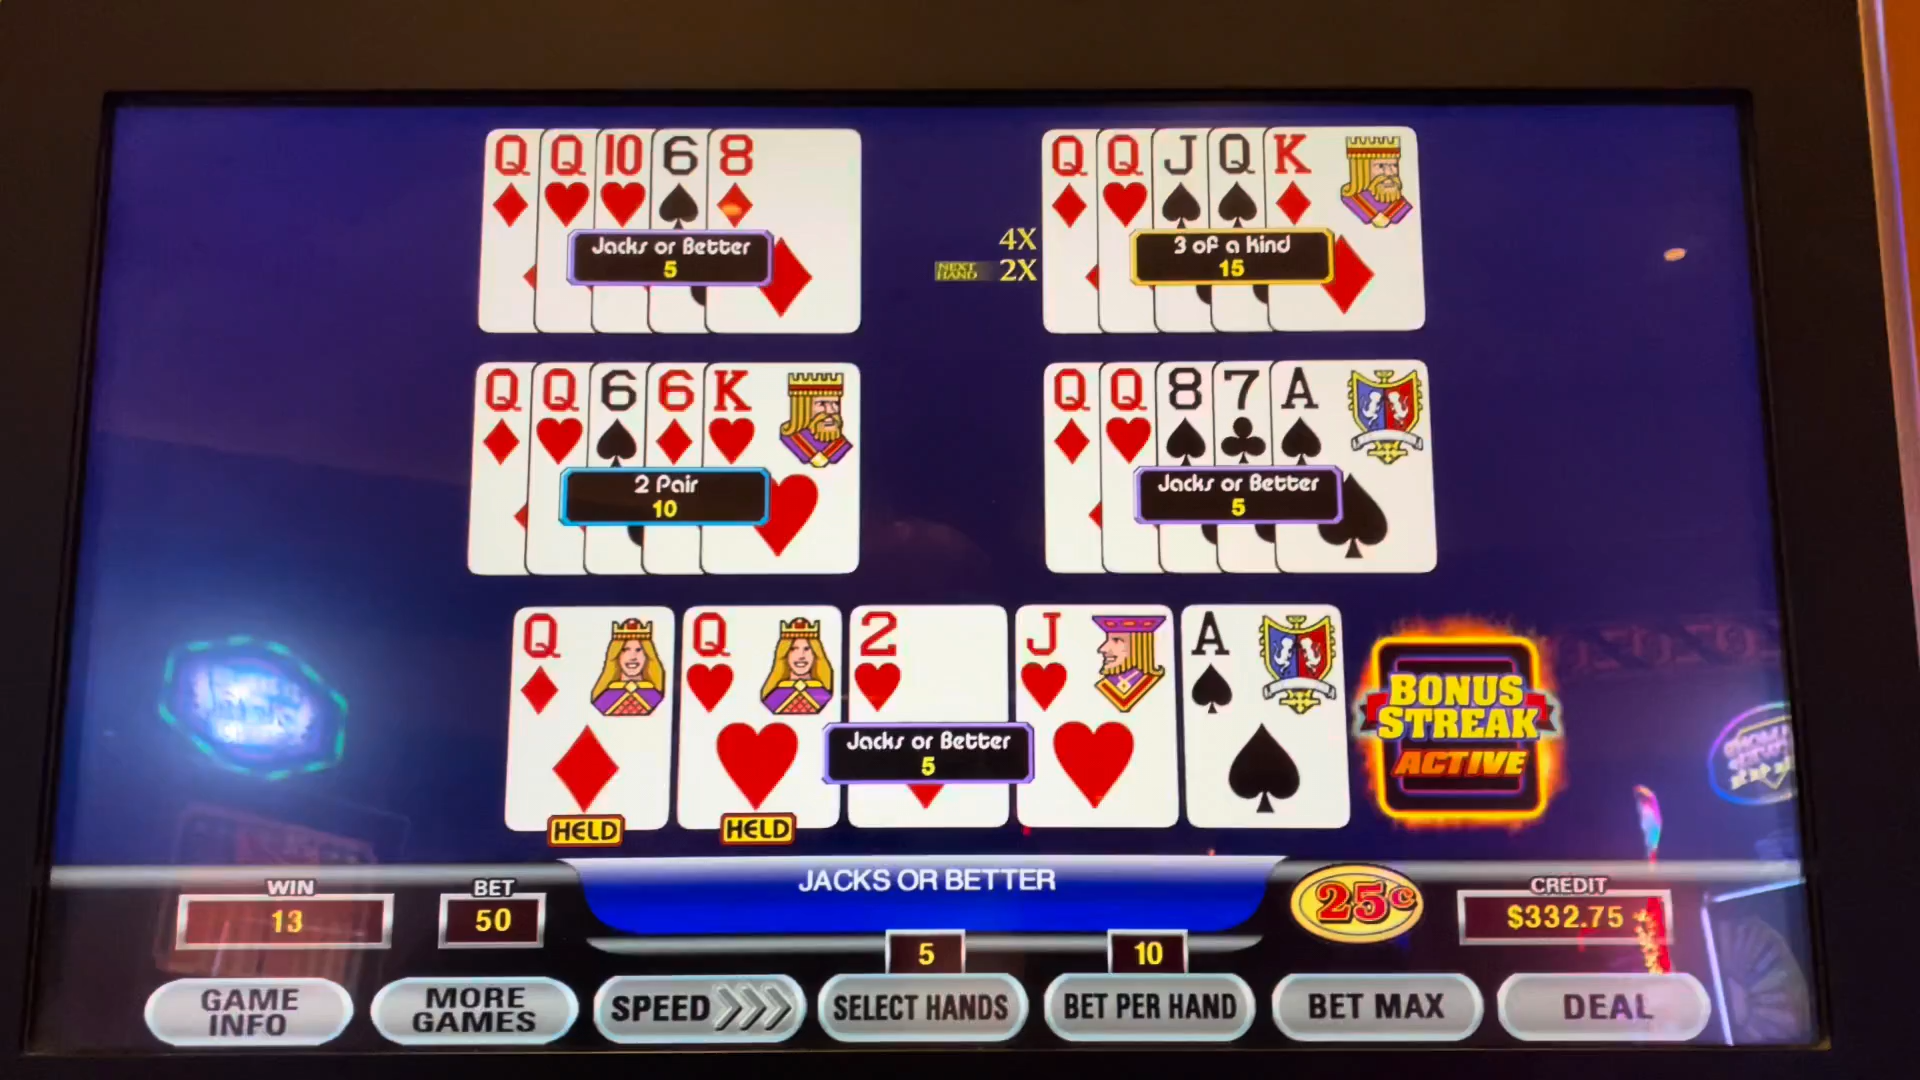 Q Q 10 6 8
Jacks or Better
5
4X
NEXT HAND 2X
Q Q J Q K
3 of a Kind
15
Q Q 6 6 K
2 Pair
10
Q Q 8 7 A
Jacks or Better
5
Q Q 2 J A
Jacks or Better
5
HELD HELD
BONUS
STREAK
ACTIVE
JACKS OR BETTER
WIN
13
BET
50
25¢
CREDIT
$332.75
5
10
GAME
INFO
MORE
GAMES
SPEED
SELECT HANDS
BET PER HAND
BET MAX
DEAL